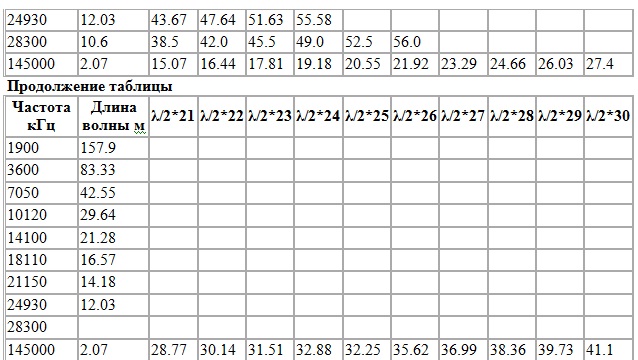 24930 12.03 43.67 47.64 51.63 55.58
28300 10.6 38.5 42.0 45.5 49.0 52.5 56.0
145000 2.07 15.07 16.44 17.81 19.18 20.55 21.92 23.29 24.66 26.03 27.4
Продолжение таблицы
Частота кГц Длина волны м λ/2*21 λ/2*22 λ/2*23 λ/2*24 λ/2*25 λ/2*26 λ/2*27 λ/2*28 λ/2*29 λ/2*30
1900 157.9
3600 83.33
7050 42.55
10120 29.64
14100 21.28
18110 16.57
21150 14.18
24930 12.03
28300
145000 2.07 28.77 30.14 31.51 32.88 32.25 35.62 36.99 38.36 39.73 41.1